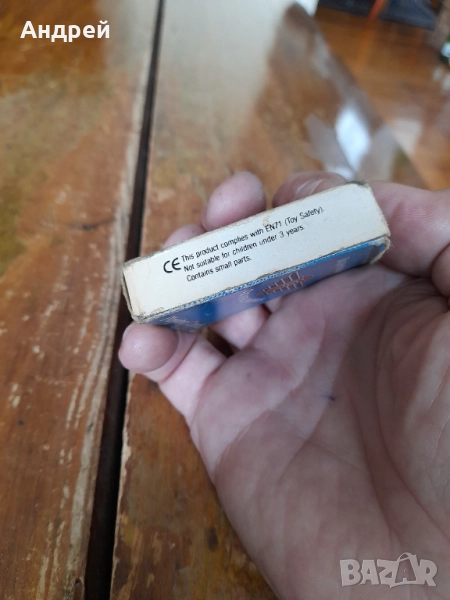 Андрей
CE This product complies with EN71 (Toy Safety).
Not suitable for children under 3 years.
Contains small parts.
BAZAR